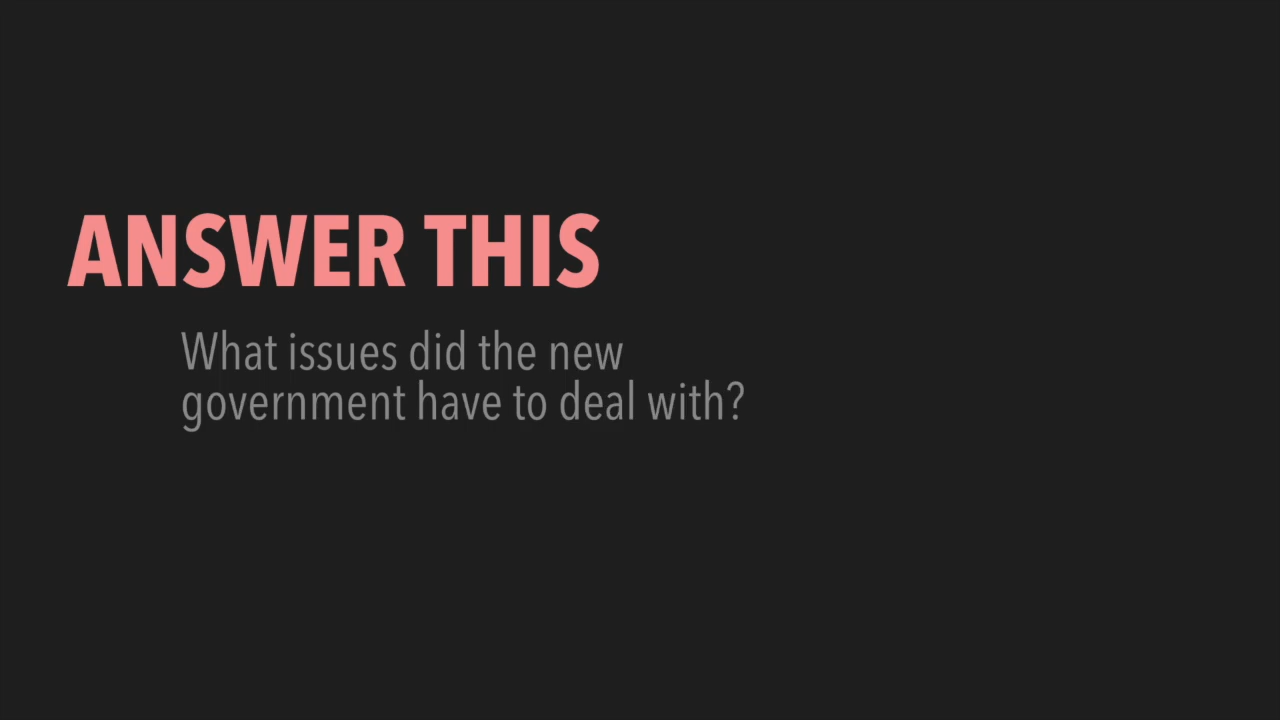 ANSWER THIS
What issues did the new
government have to deal with?